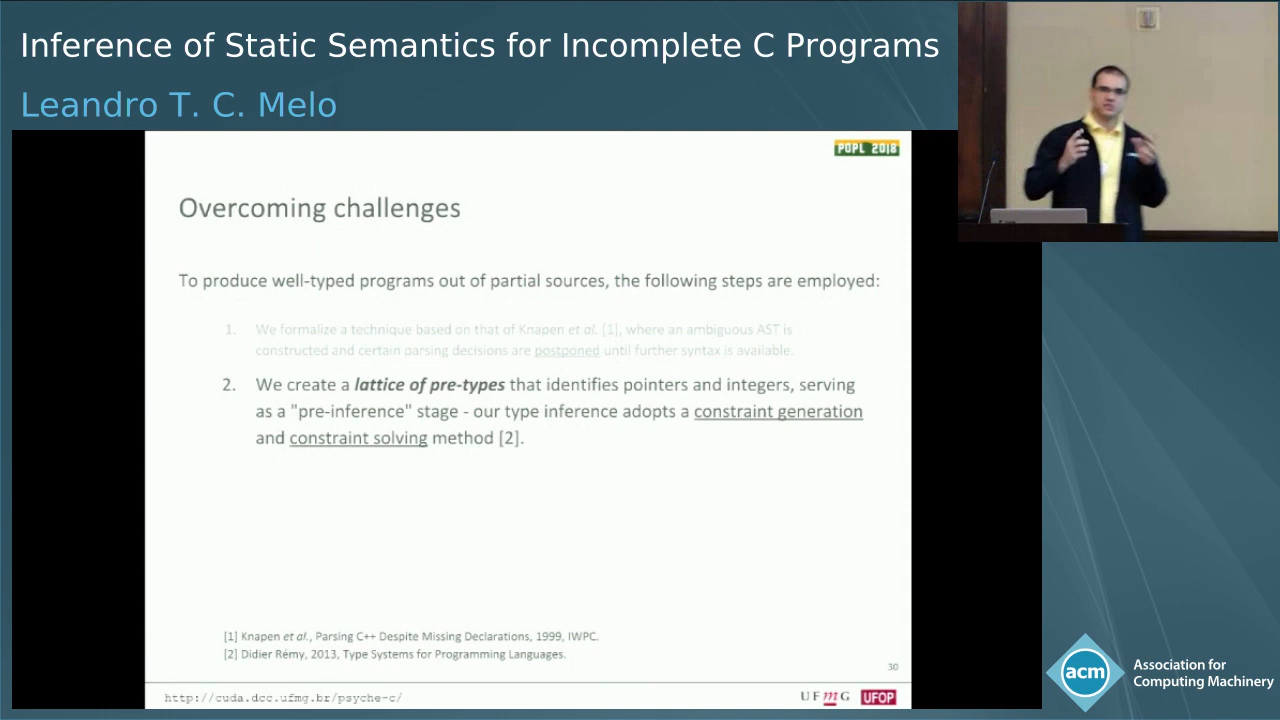 Inference of Static Semantics for Incomplete C Programs
Leandro T. C. Melo
POPL 2018
Overcoming challenges
To produce well-typed programs out of partial sources, the following steps are employed:
1. We formalize a technique based on that of Knapen et al. [1], where an ambiguous AST is
constructed and certain parsing decisions are postponed until further syntax is available.
2. We create a lattice of pre-types that identifies pointers and integers, serving
as a "pre-inference" stage - our type inference adopts a constraint generation
and constraint solving method [2].
[1] Knapen et al., Parsing C++ Despite Missing Declarations, 1999, IWPC.
[2] Didier Rémy, 2013, Type Systems for Programming Languages.
30
http://cuda.dcc.ufmg.br/psyche-c/
UFmG UFOP
acm
Association for
Computing Machinery